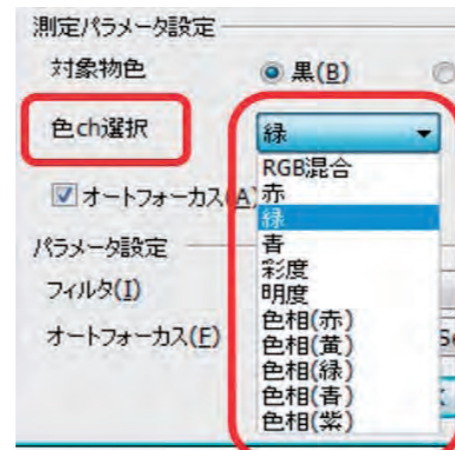 測定パラメータ設定
対象物色 黒(B)
色ch選択 緑
RGB混合
オートフォーカス(A) 赤
緑
パラメータ設定 青
彩度
フィルタ(I) 明度
色相(赤)
オートフォーカス(F) 色相(黄)
色相(緑)
色相(青)
色相(紫)